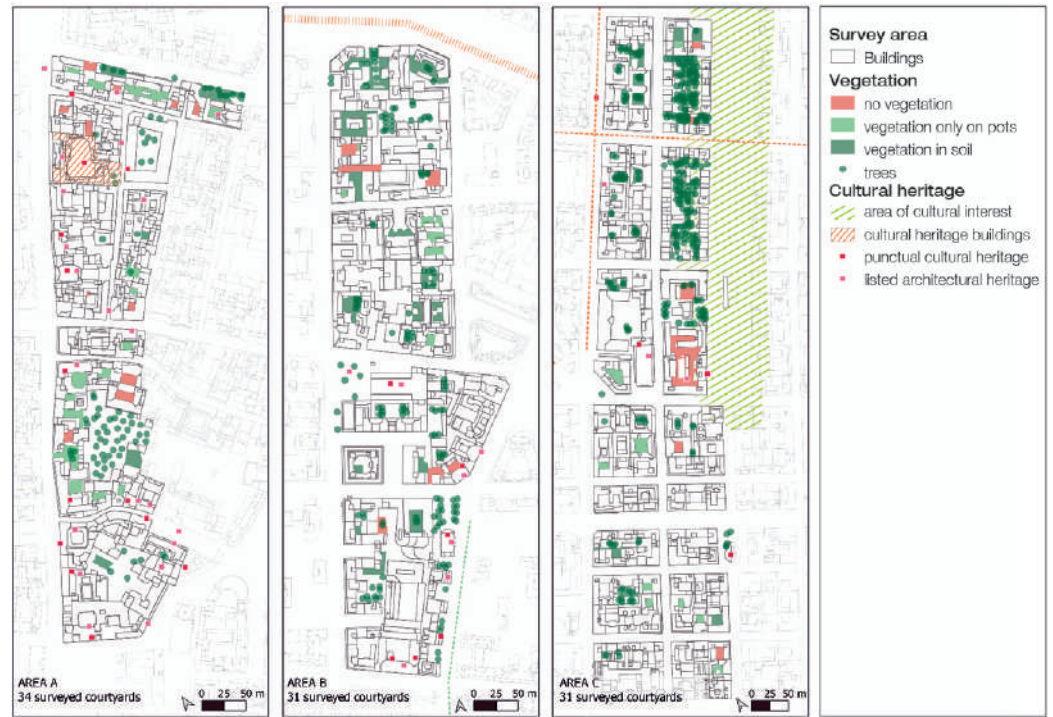 AREA A
34 surveyed courtyards
0 25 50 m
AREA B
31 surveyed courtyards
0 25 50 m
AREA C
31 surveyed courtyards
0 25 50 m
Survey area
Buildings
Vegetation
no vegetation
vegetation only on pots
vegetation in soil
trees
Cultural heritage
area of cultural interest
cultural heritage buildings
punctual cultural heritage
listed architectural heritage